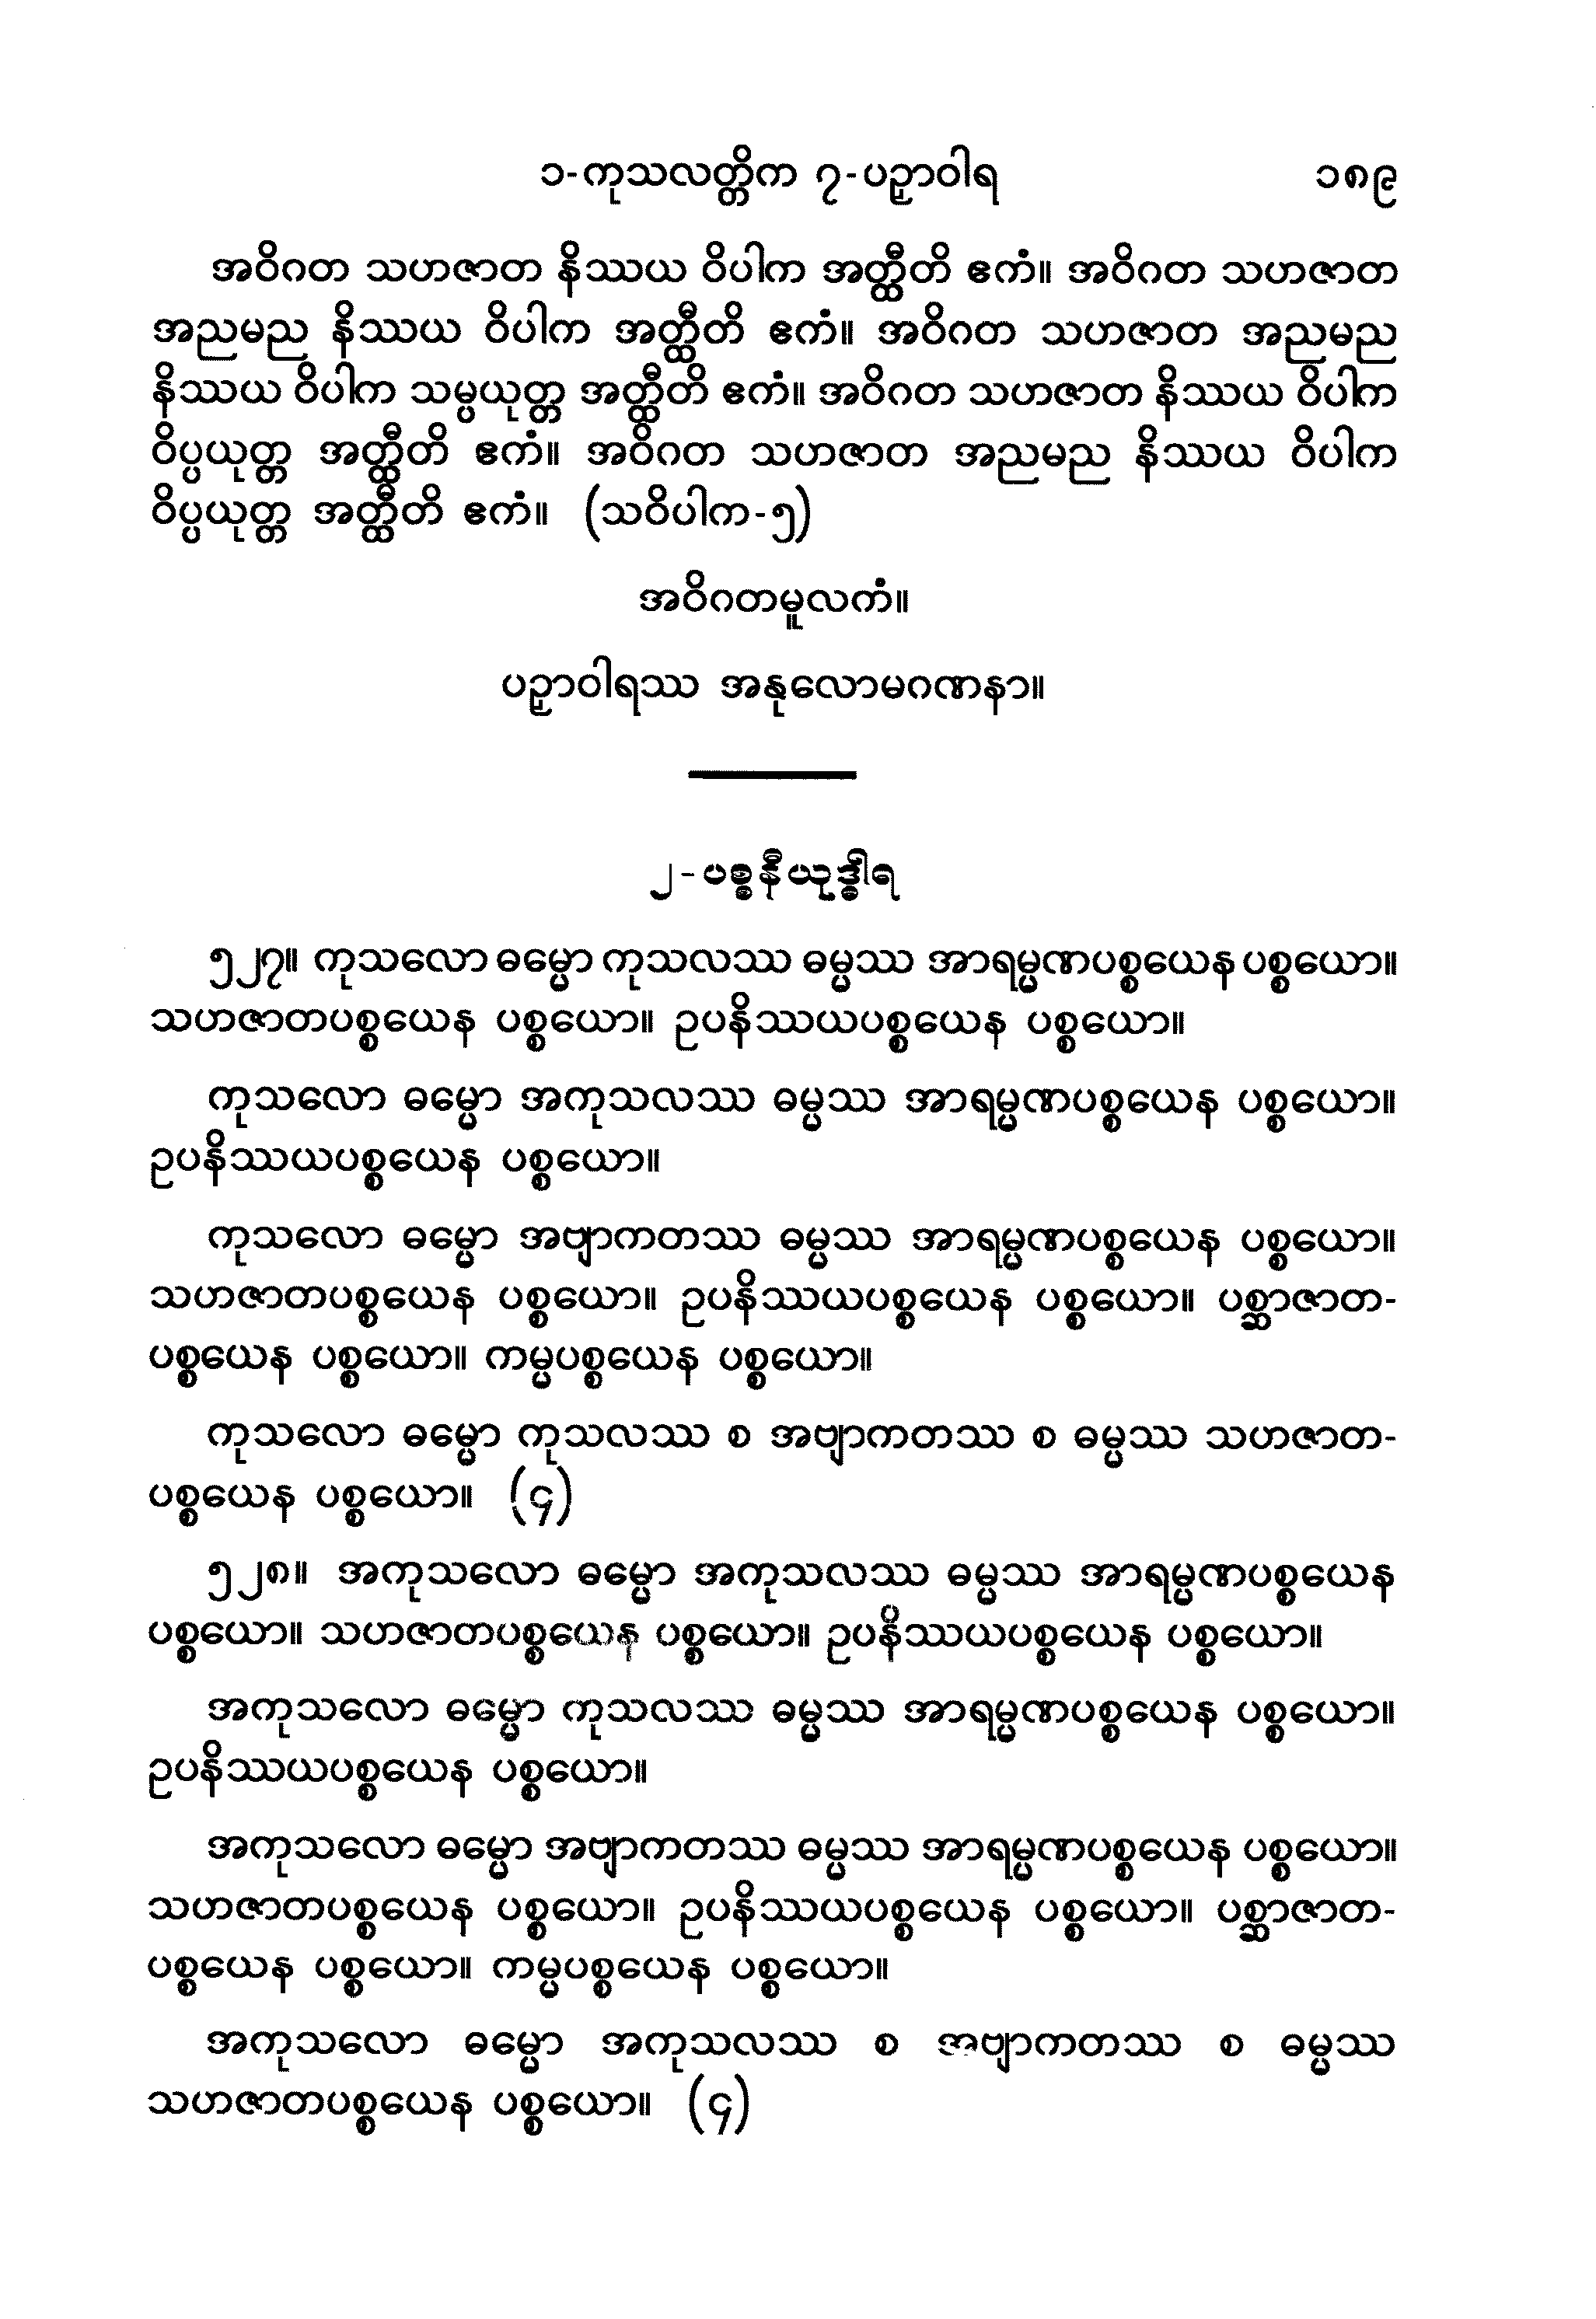 ၁-ကုသလတ္တိက ၇-ပဉှာဝါရ ၁၈၉
အဝိဂတ သဟဇာတ နိဿယ ဝိပါက အတ္ထီတိ ဧကံ။ အဝိဂတ သဟဇာတ
အညမည နိဿယ ဝိပါက အတ္ထီတိ ဧကံ။ အဝိဂတ သဟဇာတ အညမည
နိဿယ ဝိပါက သမ္ပယုတ္တ အတ္ထီတိ ဧကံ။ အဝိဂတ သဟဇာတ နိဿယ ဝိပါက
ဝိပ္ပယုတ္တ အတ္ထီတိ ဧကံ။ အဝိဂတ သဟဇာတ အညမည နိဿယ ဝိပါက
ဝိပ္ပယုတ္တ အတ္ထီတိ ဧကံ။ (သဝိပါက-၅)
အဝိဂတမူလကံ။
ပဉှာဝါရဿ အနုလောမဂဏနာ။
၂-ပစ္စနီယုဒ္ဓါရ
၅၂၇။ ကုသလော ဓမ္မော ကုသလဿ ဓမ္မဿ အာရမ္မဏပစ္စယေန ပစ္စယော။
သဟဇာတပစ္စယေန ပစ္စယော။ ဥပနိဿယပစ္စယေန ပစ္စယော။
ကုသလော ဓမ္မော အကုသလဿ ဓမ္မဿ အာရမ္မဏပစ္စယေန ပစ္စယော။
ဥပနိဿယပစ္စယေန ပစ္စယော။
ကုသလော ဓမ္မော အဗျာကတဿ ဓမ္မဿ အာရမ္မဏပစ္စယေန ပစ္စယော။
သဟဇာတပစ္စယေန ပစ္စယော။ ဥပနိဿယပစ္စယေန ပစ္စယော။ ပစ္ဆာဇာတ-
ပစ္စယေန ပစ္စယော။ ကမ္မပစ္စယေန ပစ္စယော။
ကုသလော ဓမ္မော ကုသလဿ စ အဗျာကတဿ စ ဓမ္မဿ သဟဇာတ-
ပစ္စယေန ပစ္စယော။ (၄)
၅၂၈။ အကုသလော ဓမ္မော အကုသလဿ ဓမ္မဿ အာရမ္မဏပစ္စယေန
ပစ္စယော။ သဟဇာတပစ္စယေန ပစ္စယော။ ဥပနိဿယပစ္စယေန ပစ္စယော။
အကုသလော ဓမ္မော ကုသလဿ ဓမ္မဿ အာရမ္မဏပစ္စယေန ပစ္စယော။
ဥပနိဿယပစ္စယေန ပစ္စယော။
အကုသလော ဓမ္မော အဗျာကတဿ ဓမ္မဿ အာရမ္မဏပစ္စယေန ပစ္စယော။
သဟဇာတပစ္စယေန ပစ္စယော။ ဥပနိဿယပစ္စယေန ပစ္စယော။ ပစ္ဆာဇာတ-
ပစ္စယေန ပစ္စယော။ ကမ္မပစ္စယေန ပစ္စယော။
အကုသလော ဓမ္မော အကုသလဿ စ အဗျာကတဿ စ ဓမ္မဿ
သဟဇာတပစ္စယေန ပစ္စယော။ (၄)